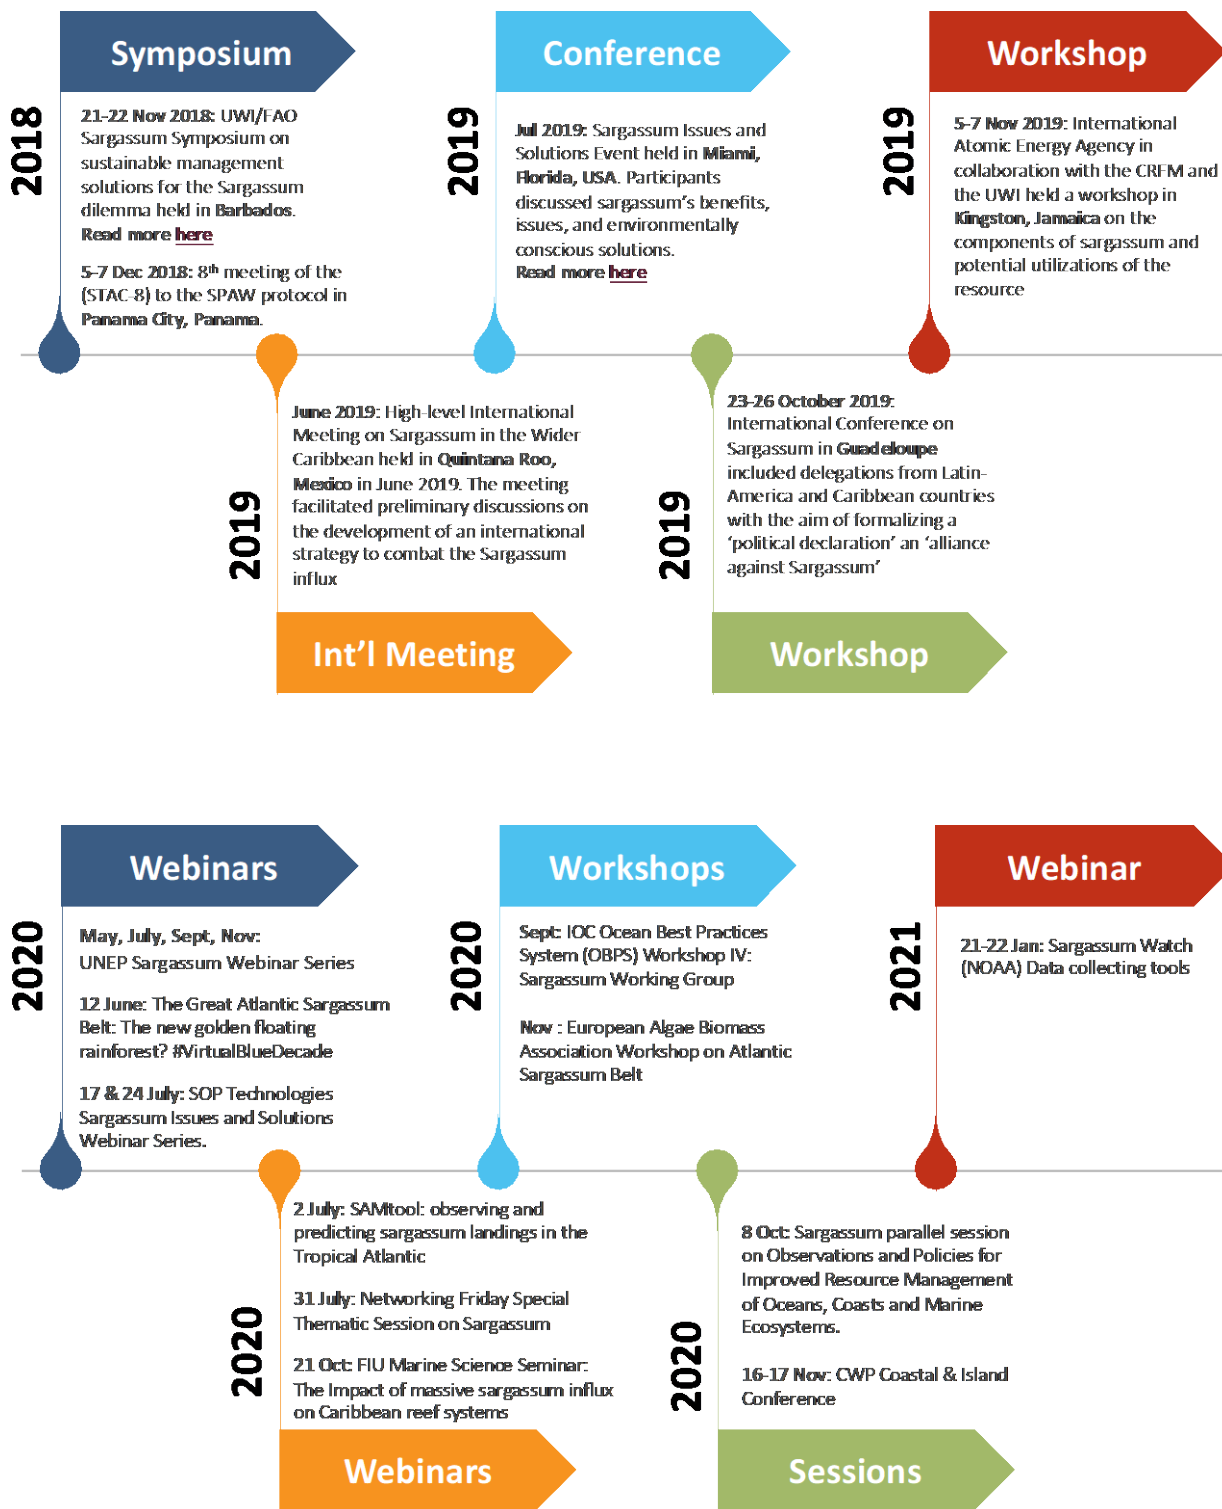 Symposium
2018
21-22 Nov 2018: UWI/FAO
Sargassum Symposium on
sustainable management
solutions for the Sargassum
dilemma held in Barbados.
Read more here
5-7 Dec 2018: 8th meeting of the
(STAC-8) to the SPAW protocol in
Panama City, Panama.
Conference
2019
Jul 2019: Sargassum Issues and
Solutions Event held in Miami,
Florida, USA. Participants
discussed sargassum's benefits,
issues, and environmentally
conscious solutions.
Read more here
Workshop
2019
5-7 Nov 2019: International
Atomic Energy Agency in
collaboration with the CRFM and
the UWI held a workshop in
Kingston, Jamaica on the
components of sargassum and
potential utilizations of the
resource
2019
June 2019: High-level International
Meeting on Sargassum in the Wider
Caribbean held in Quintana Roo,
Mexico in June 2019. The meeting
facilitated preliminary discussions on
the development of an international
strategy to combat the Sargassum
influx
Int'l Meeting
2019
23-26 October 2019:
International Conference on
Sargassum in Guadeloupe
included delegations from Latin-
America and Caribbean countries
with the aim of formalizing a
'political declaration' an 'alliance
against Sargassum'
Workshop
Webinars
2020
May, July, Sept, Nov:
UNEP Sargassum Webinar Series
12 June: The Great Atlantic Sargassum
Belt: The new golden floating
rainforest? #VirtualBlueDecade
17 & 24 July: SOP Technologies
Sargassum Issues and Solutions
Webinar Series.
Workshops
2020
Sept: IOC Ocean Best Practices
System (OBPS) Workshop IV:
Sargassum Working Group
Nov : European Algae Biomass
Association Workshop on Atlantic
Sargassum Belt
Webinar
2021
21-22 Jan: Sargassum Watch
(NOAA) Data collecting tools
2020
2 July: SAMtool: observing and
predicting sargassum landings in the
Tropical Atlantic
31 July: Networking Friday Special
Thematic Session on Sargassum
21 Oct: FIU Marine Science Seminar:
The Impact of massive sargassum influx
on Caribbean reef systems
Webinars
2020
8 Oct: Sargassum parallel session
on Observations and Policies for
Improved Resource Management
of Oceans, Coasts and Marine
Ecosystems.
16-17 Nov: CWP Coastal & Island
Conference
Sessions